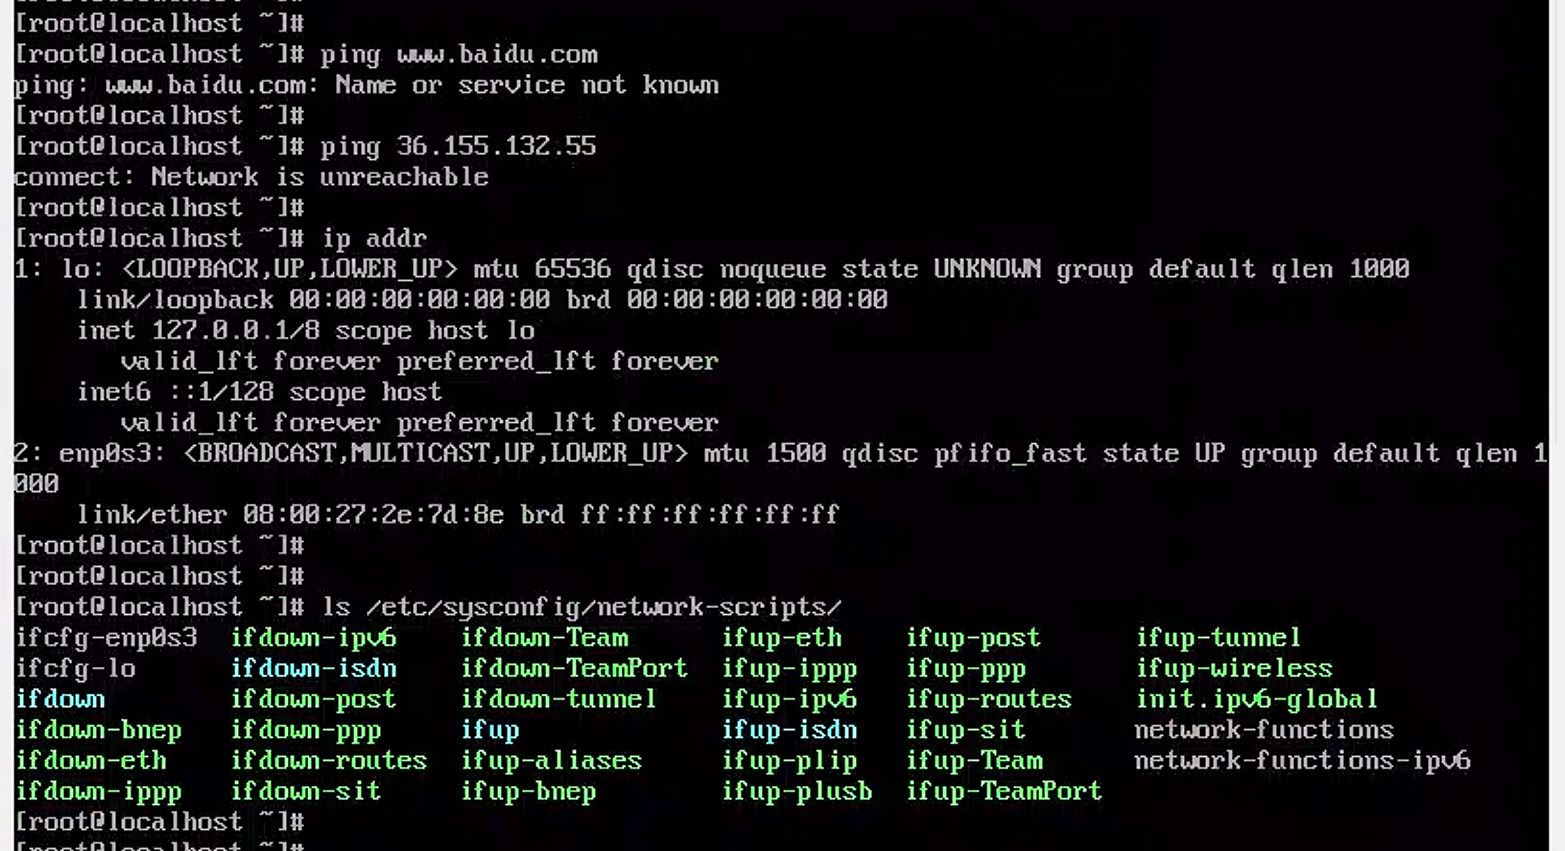 [root@localhost ~]#
[root@localhost ~]# ping www.baidu.com
ping: www.baidu.com: Name or service not known
[root@localhost ~]#
[root@localhost ~]# ping 36.155.132.55
connect: Network is unreachable
[root@localhost ~]#
[root@localhost ~]# ip addr
1: lo: <LOOPBACK,UP,LOWER_UP> mtu 65536 qdisc noqueue state UNKNOWN group default qlen 1000
    link/loopback 00:00:00:00:00:00 brd 00:00:00:00:00:00
    inet 127.0.0.1/8 scope host lo
       valid_lft forever preferred_lft forever
    inet6 ::1/128 scope host
       valid_lft forever preferred_lft forever
2: enp0s3: <BROADCAST,MULTICAST,UP,LOWER_UP> mtu 1500 qdisc pfifo_fast state UP group default qlen 1
000
    link/ether 08:00:27:2e:7d:8e brd ff:ff:ff:ff:ff:ff
[root@localhost ~]#
[root@localhost ~]#
[root@localhost ~]# ls /etc/sysconfig/network-scripts/
ifcfg-enp0s3  ifdown-ipv6    ifdown-Team      ifup-eth    ifup-post      ifup-tunnel
ifcfg-lo      ifdown-isdn    ifdown-TeamPort  ifup-ippp   ifup-ppp       ifup-wireless
ifdown        ifdown-post    ifdown-tunnel    ifup-ipv6   ifup-routes    init.ipv6-global
ifdown-bnep   ifdown-ppp     ifup             ifup-isdn   ifup-sit       network-functions
ifdown-eth    ifdown-routes  ifup-aliases     ifup-plip   ifup-Team      network-functions-ipv6
ifdown-ippp   ifdown-sit     ifup-bnep        ifup-plusb  ifup-TeamPort
[root@localhost ~]#
[root@localhost ~]#